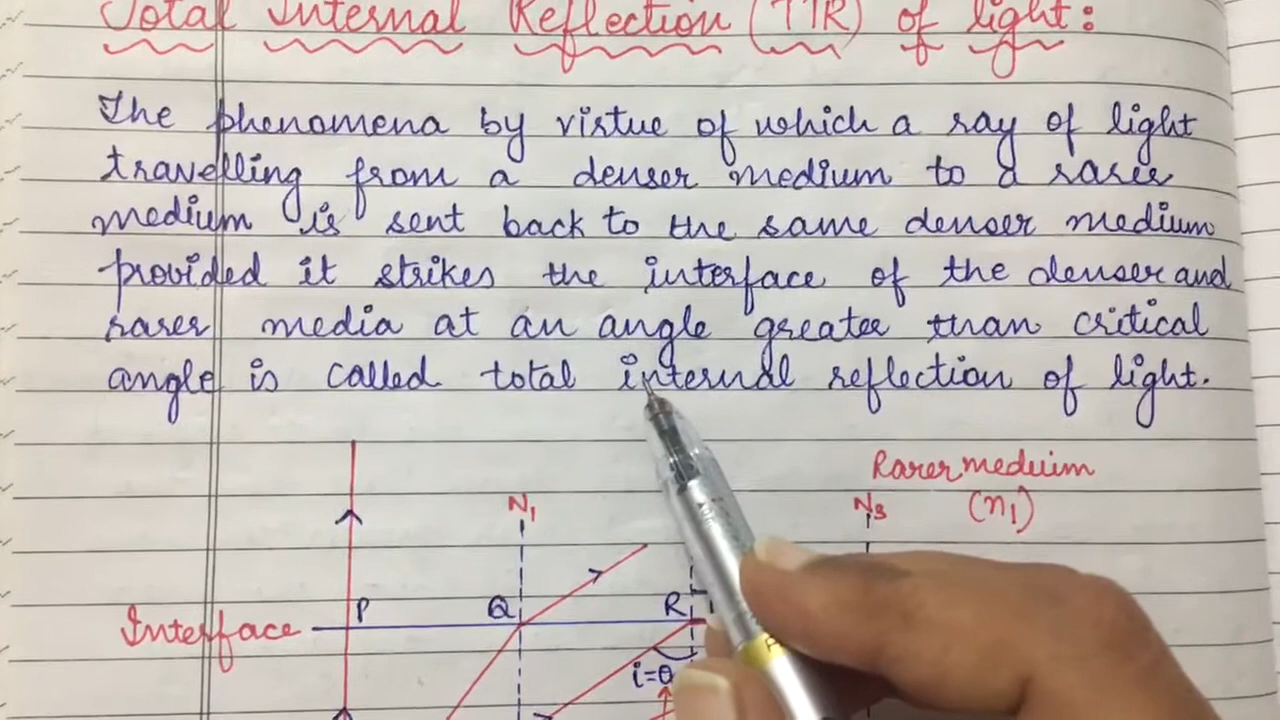 Total Internal Reflection (TIR) of light:
The phenomena by virtue of which a ray of light
travelling from a denser medium to a rarer
medium is sent back to the same denser medium
provided it strikes the interface of the denser and
rarer media at an angle greater than critical
angle is called total internal reflection of light.
Rarer meduim
(n1)
N1
N3
Interface
P
Q
R
i=θ